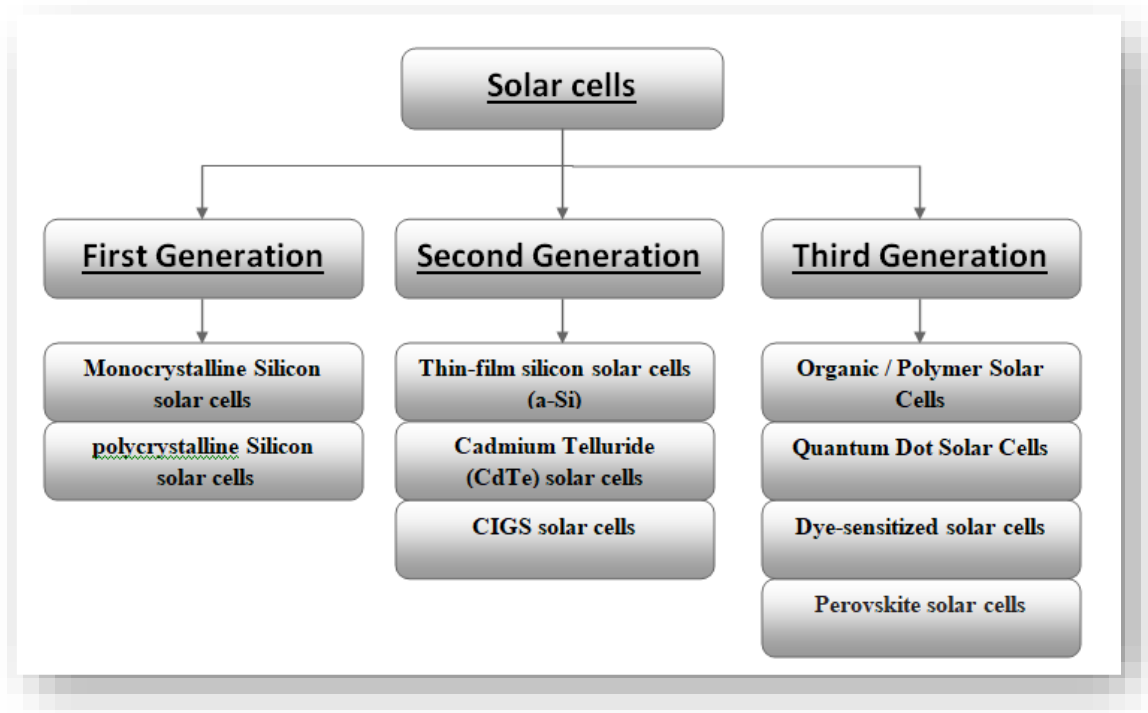 Solar cells
First Generation
Second Generation
Third Generation
Monocrystalline Silicon
solar cells
polycrystalline Silicon
solar cells
Thin-film silicon solar cells
(a-Si)
Cadmium Telluride
(CdTe) solar cells
CIGS solar cells
Organic / Polymer Solar
Cells
Quantum Dot Solar Cells
Dye-sensitized solar cells
Perovskite solar cells